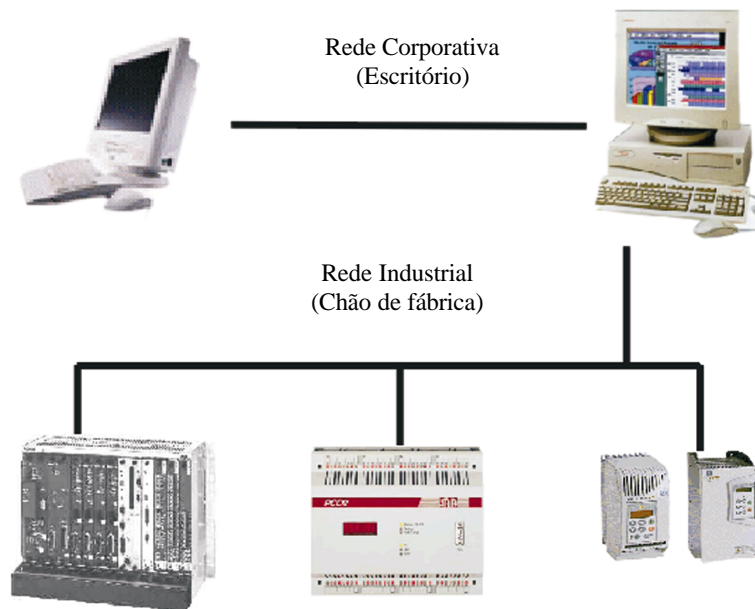 Rede Corporativa
(Escritório)
Rede Industrial
(Chão de fábrica)